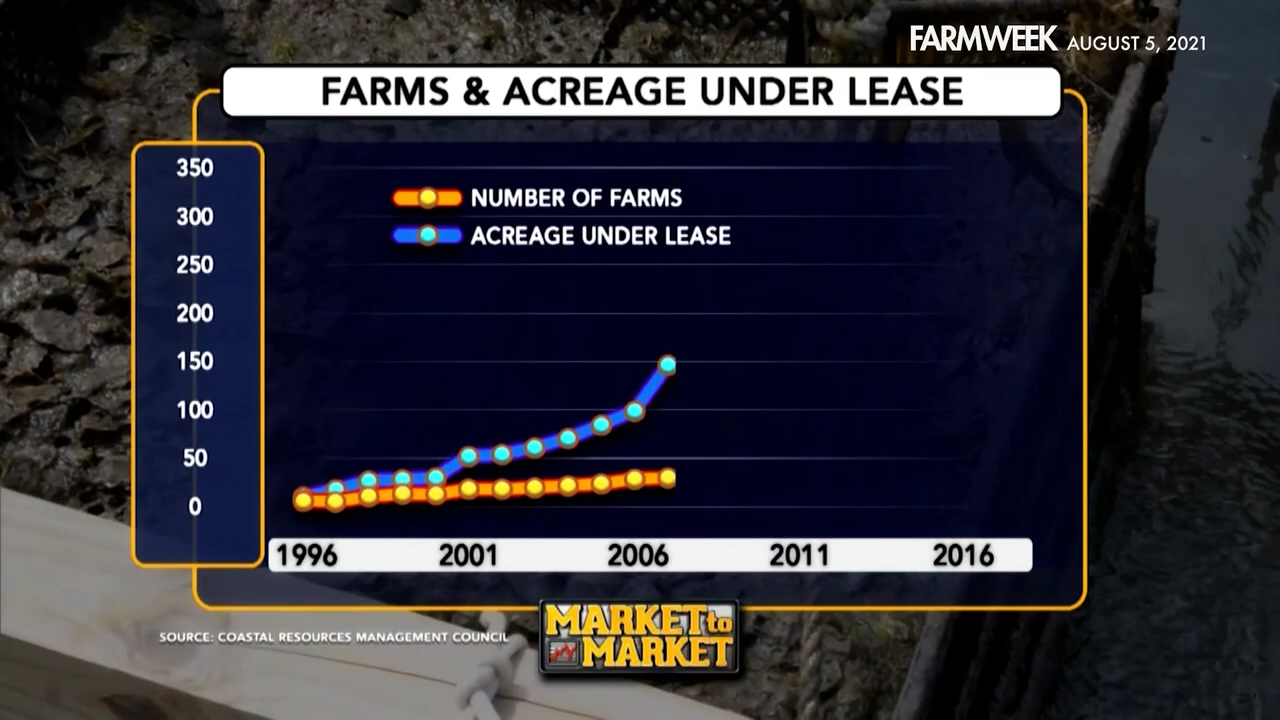 FARMWEEK AUGUST 5, 2021
FARMS & ACREAGE UNDER LEASE
350
300
250
200
150
100
50
0
NUMBER OF FARMS
ACREAGE UNDER LEASE
1996 2001 2006 2011 2016
SOURCE: COASTAL RESOURCES MANAGEMENT COUNCIL
MARKET to
MARKET